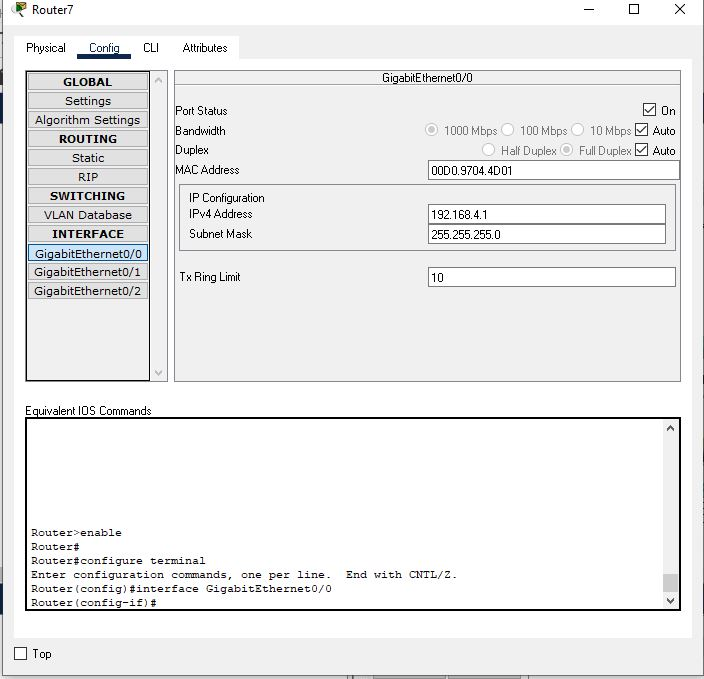 Router7
Physical Config CLI Attributes
GLOBAL
Settings
Algorithm Settings
ROUTING
Static
RIP
SWITCHING
VLAN Database
INTERFACE
GigabitEthernet0/0
GigabitEthernet0/1
GigabitEthernet0/2
GigabitEthernet0/0
Port Status On
Bandwidth 1000 Mbps 100 Mbps 10 Mbps Auto
Duplex Half Duplex Full Duplex Auto
MAC Address 00D0.9704.4D01
IP Configuration
IPv4 Address 192.168.4.1
Subnet Mask 255.255.255.0
Tx Ring Limit 10
Equivalent IOS Commands
Router>enable
Router#
Router#configure terminal
Enter configuration commands, one per line.  End with CNTL/Z.
Router(config)#interface GigabitEthernet0/0
Router(config-if)#
Top